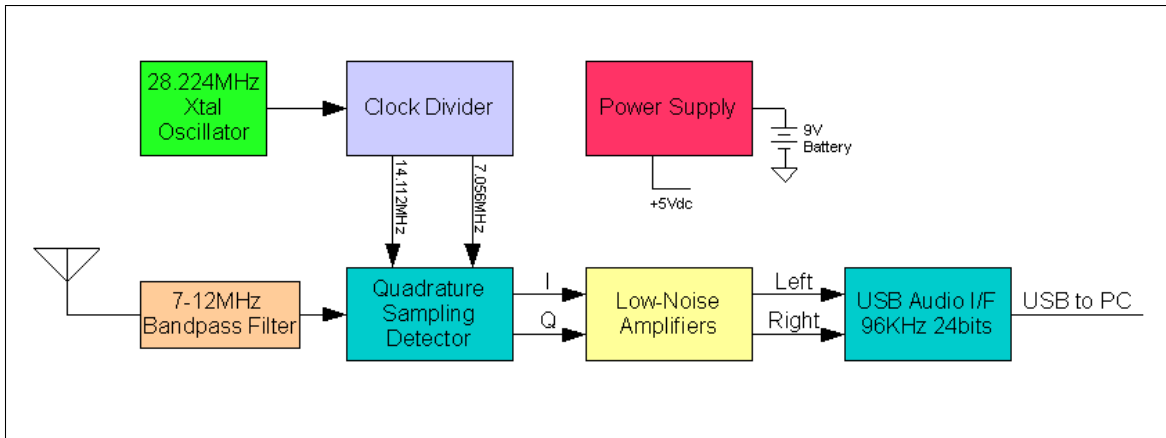 28.224MHz
Xtal
Oscillator
Clock Divider
Power Supply
9V
Battery
14.112MHz
7.056MHz
+5Vdc
7-12MHz
Bandpass Filter
Quadrature
Sampling
Detector
I
Q
Low-Noise
Amplifiers
Left
Right
USB Audio I/F
96KHz 24bits
USB to PC